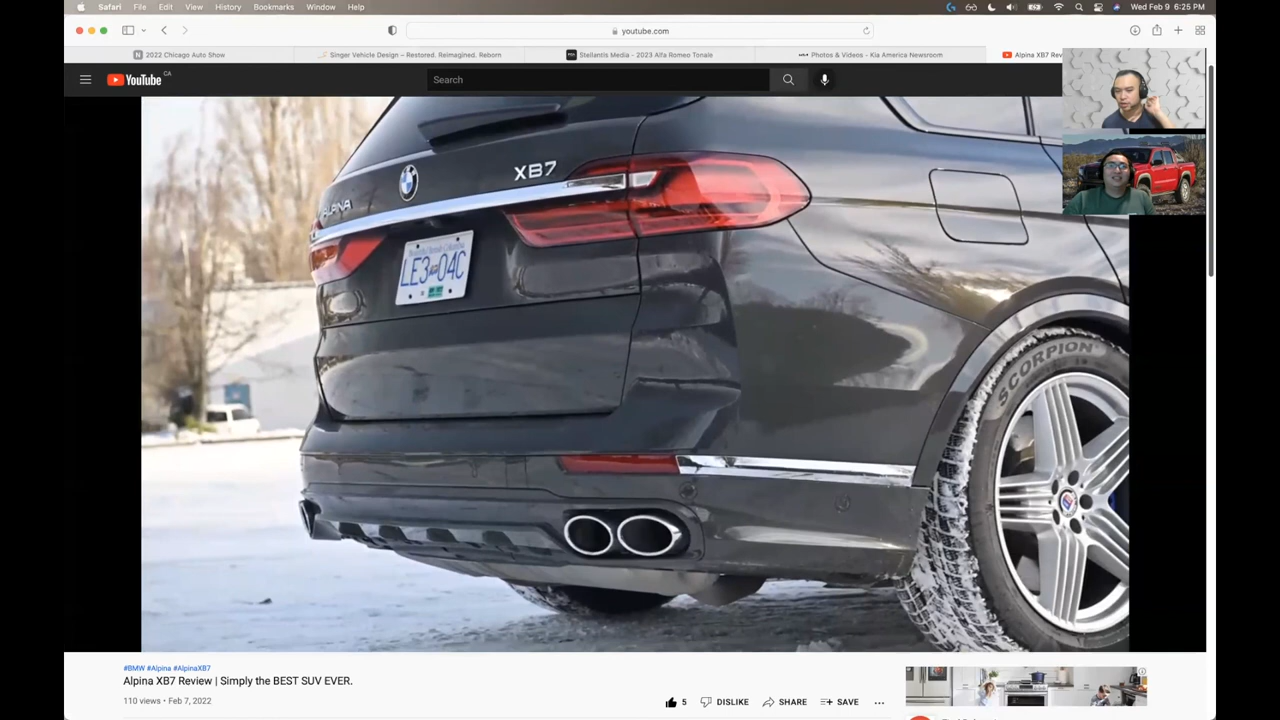 Safari File Edit View History Bookmarks Window Help Wed Feb 9 6:25 PM
youtube.com
2022 Chicago Auto Show Singer Vehicle Design – Restored. Reimagined. Reborn Stellantis Media - 2023 Alfa Romeo Tonale Photos & Videos - Kia America Newsroom Alpina XB7 Re
YouTube CA Search
XB7
ALPINA
LE3 04C
SCORPION
#BMW #Alpina #AlpinaXB7
Alpina XB7 Review | Simply the BEST SUV EVER.
110 views • Feb 7, 2022
5 DISLIKE SHARE SAVE